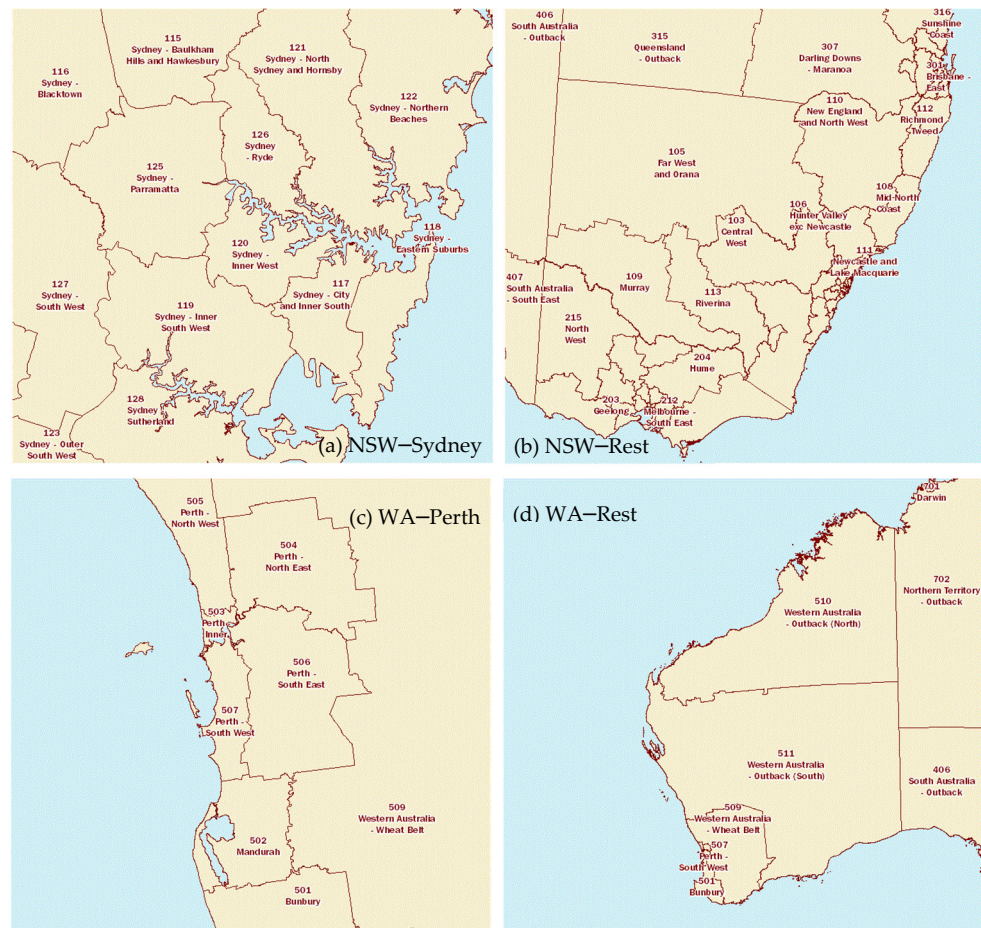 115
Sydney - Baulkham
Hills and Hawkesbury
121
Sydney - North
Sydney and Hornsby
116
Sydney -
Blacktown
122
Sydney - Northern
Beaches
126
Sydney
- Ryde
125
Sydney -
Parramatta
118
Sydney -
Eastern Suburbs
120
Sydney -
Inner West
117
Sydney - City
and Inner South
127
Sydney -
South West
119
Sydney - Inner
South West
128
Sydney -
Sutherland
123
Sydney - Outer
South West
(a) NSW–Sydney
406
South Australia
- Outback
315
Queensland
- Outback
307
Darling Downs
- Maranoa
316
Sunshine
Coast
301
Brisbane -
East
110
New England
and North West
112
Richmond
Tweed
105
Far West
and Orana
108
Mid-North
Coast
106
Hunter Valley
exc Newcastle
103
Central
West
111
Newcastle and
Lake Macquarie
407
South Australia
- South East
109
Murray
113
Riverina
215
North
West
204
Hume
203
Geelong
212
Melbourne -
South East
(b) NSW–Rest
505
Perth -
North West
(c) WA–Perth
504
Perth -
North East
503
Perth -
Inner
506
Perth -
South East
507
Perth -
South West
509
Western Australia
- Wheat Belt
502
Mandurah
501
Bunbury
(d) WA–Rest
701
Darwin
702
Northern Territory
- Outback
510
Western Australia
- Outback (North)
511
Western Australia
- Outback (South)
406
South Australia
- Outback
509
Western Australia
- Wheat Belt
507
Perth -
South West
501
Bunbury